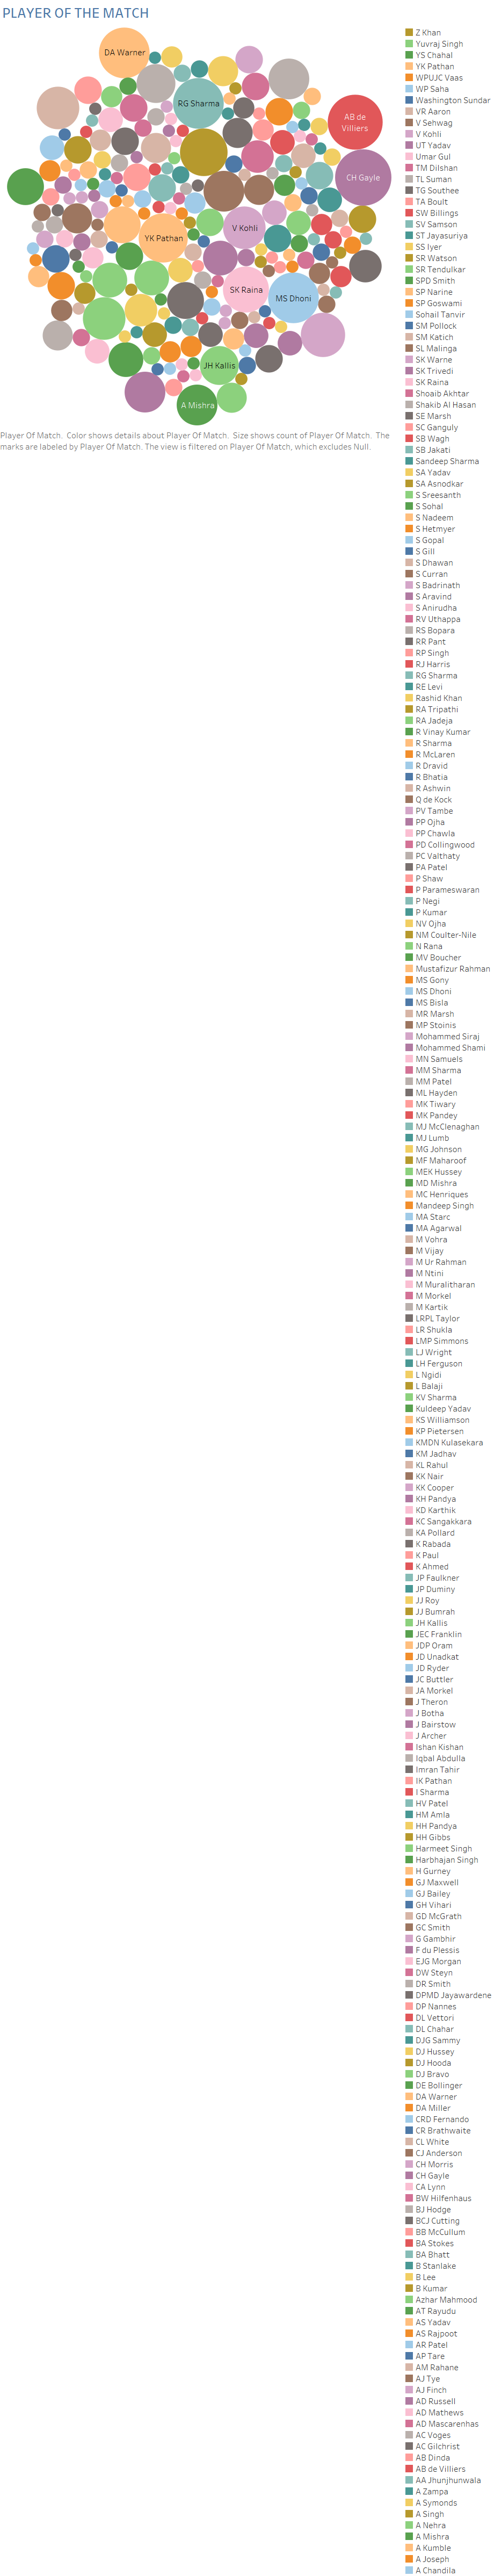 PLAYER OF THE MATCH
DA Warner
RG Sharma
AB de
Villiers
CH Gayle
V Kohli
YK Pathan
SK Raina
MS Dhoni
JH Kallis
A Mishra
Player Of Match.  Color shows details about Player Of Match.  Size shows count of Player Of Match.  The
marks are labeled by Player Of Match. The view is filtered on Player Of Match, which excludes Null.
Z Khan
Yuvraj Singh
YS Chahal
YK Pathan
WPUJC Vaas
WP Saha
Washington Sundar
VR Aaron
V Sehwag
V Kohli
UT Yadav
Umar Gul
TM Dilshan
TL Suman
TG Southee
TA Boult
SW Billings
SV Samson
ST Jayasuriya
SS Iyer
SR Watson
SR Tendulkar
SPD Smith
SP Narine
SP Goswami
Sohail Tanvir
SM Pollock
SM Katich
SL Malinga
SK Warne
SK Trivedi
SK Raina
Shoaib Akhtar
Shakib Al Hasan
SE Marsh
SC Ganguly
SB Wagh
SB Jakati
Sandeep Sharma
SA Yadav
SA Asnodkar
S Sreesanth
S Sohal
S Nadeem
S Hetmyer
S Gopal
S Gill
S Dhawan
S Curran
S Badrinath
S Aravind
S Anirudha
RV Uthappa
RS Bopara
RR Pant
RP Singh
RJ Harris
RG Sharma
RE Levi
Rashid Khan
RA Tripathi
RA Jadeja
R Vinay Kumar
R Sharma
R McLaren
R Dravid
R Bhatia
R Ashwin
Q de Kock
PV Tambe
PP Ojha
PP Chawla
PD Collingwood
PC Valthaty
PA Patel
P Shaw
P Parameswaran
P Negi
P Kumar
NV Ojha
NM Coulter-Nile
N Rana
MV Boucher
Mustafizur Rahman
MS Gony
MS Dhoni
MS Bisla
MR Marsh
MP Stoinis
Mohammed Siraj
Mohammed Shami
MN Samuels
MM Sharma
MM Patel
ML Hayden
MK Tiwary
MK Pandey
MJ McClenaghan
MJ Lumb
MG Johnson
MF Maharoof
MEK Hussey
MD Mishra
MC Henriques
Mandeep Singh
MA Starc
MA Agarwal
M Vohra
M Vijay
M Ur Rahman
M Ntini
M Muralitharan
M Morkel
M Kartik
LRPL Taylor
LR Shukla
LMP Simmons
LJ Wright
LH Ferguson
L Ngidi
L Balaji
KV Sharma
Kuldeep Yadav
KS Williamson
KP Pietersen
KMDN Kulasekara
KM Jadhav
KL Rahul
KK Nair
KK Cooper
KH Pandya
KD Karthik
KC Sangakkara
KA Pollard
K Rabada
K Paul
K Ahmed
JP Faulkner
JP Duminy
JJ Roy
JJ Bumrah
JH Kallis
JEC Franklin
JDP Oram
JD Unadkat
JD Ryder
JC Buttler
JA Morkel
J Theron
J Botha
J Bairstow
J Archer
Ishan Kishan
Iqbal Abdulla
Imran Tahir
IK Pathan
I Sharma
HV Patel
HM Amla
HH Pandya
HH Gibbs
Harmeet Singh
Harbhajan Singh
H Gurney
GJ Maxwell
GJ Bailey
GH Vihari
GD McGrath
GC Smith
G Gambhir
F du Plessis
EJG Morgan
DW Steyn
DR Smith
DPMD Jayawardene
DP Nannes
DL Vettori
DL Chahar
DJG Sammy
DJ Hussey
DJ Hooda
DJ Bravo
DE Bollinger
DA Warner
DA Miller
CRD Fernando
CR Brathwaite
CL White
CJ Anderson
CH Morris
CH Gayle
CA Lynn
BW Hilfenhaus
BJ Hodge
BCJ Cutting
BB McCullum
BA Stokes
BA Bhatt
B Stanlake
B Lee
B Kumar
Azhar Mahmood
AT Rayudu
AS Yadav
AS Rajpoot
AR Patel
AP Tare
AM Rahane
AJ Tye
AJ Finch
AD Russell
AD Mathews
AD Mascarenhas
AC Voges
AC Gilchrist
AB Dinda
AB de Villiers
AA Jhunjhunwala
A Zampa
A Symonds
A Singh
A Nehra
A Mishra
A Kumble
A Joseph
A Chandila